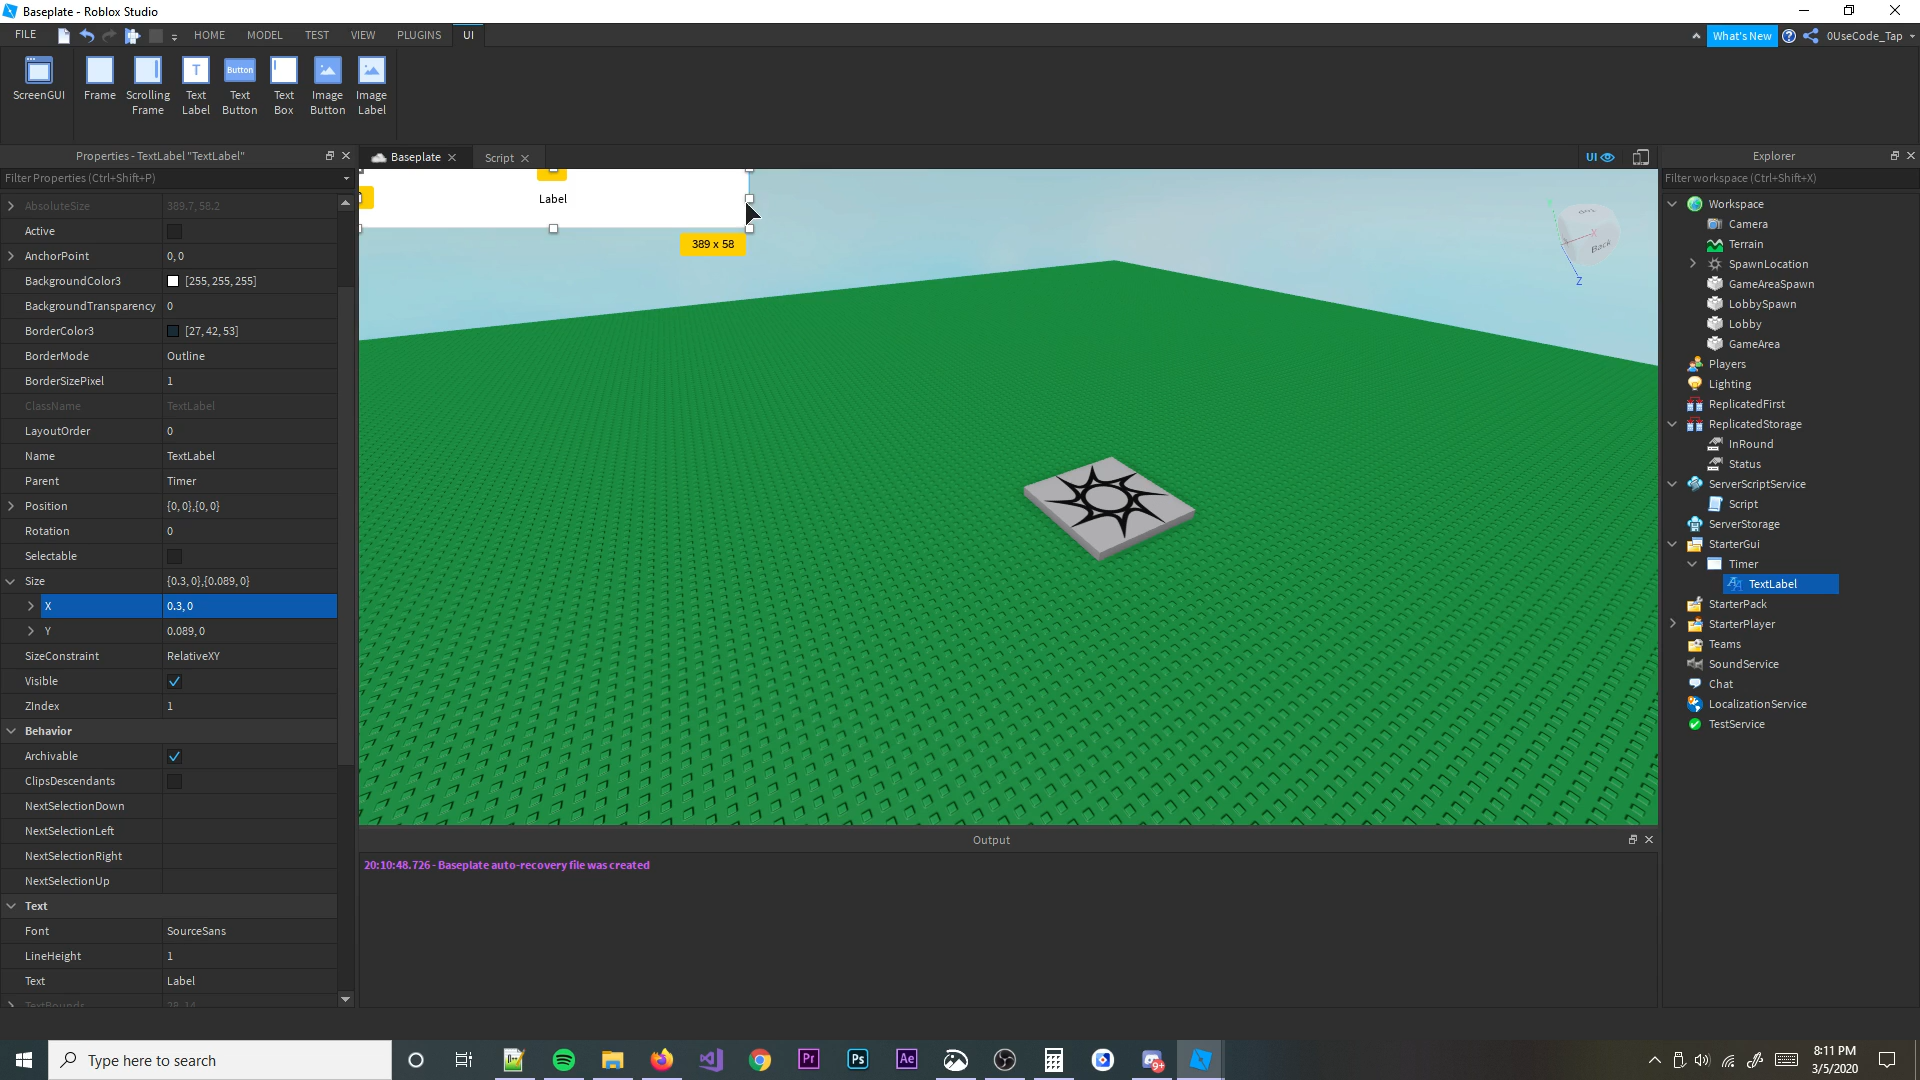 Baseplate - Roblox Studio
FILE HOME MODEL TEST VIEW PLUGINS UI What's New 0UseCode_Tap
ScreenGUI Frame Scrolling Frame Text Label Button Text Button Text Box Image Button Image Label
Properties - TextLabel "TextLabel"
Filter Properties (Ctrl+Shift+P)
AbsoluteSize 389.7, 58.2
Active
AnchorPoint 0, 0
BackgroundColor3 [255, 255, 255]
BackgroundTransparency 0
BorderColor3 [27, 42, 53]
BorderMode Outline
BorderSizePixel 1
ClassName TextLabel
LayoutOrder 0
Name TextLabel
Parent Timer
Position {0, 0},{0, 0}
Rotation 0
Selectable
Size {0.3, 0},{0.089, 0}
X 0.3, 0
Y 0.089, 0
SizeConstraint RelativeXY
Visible
ZIndex 1
Behavior
Archivable
ClipsDescendants
NextSelectionDown
NextSelectionLeft
NextSelectionRight
NextSelectionUp
Text
Font SourceSans
LineHeight 1
Text Label
TextBounds 28, 14
Baseplate Script UI
Label
389 x 58
Back
Z
Output
20:10:48.726 - Baseplate auto-recovery file was created
Explorer
Filter workspace (Ctrl+Shift+X)
Workspace
Camera
Terrain
SpawnLocation
GameAreaSpawn
LobbySpawn
Lobby
GameArea
Players
Lighting
ReplicatedFirst
ReplicatedStorage
InRound
Status
ServerScriptService
Script
ServerStorage
StarterGui
Timer
TextLabel
StarterPack
StarterPlayer
Teams
SoundService
Chat
LocalizationService
TestService
Type here to search
Pr Ps Ae 9+
8:11 PM
3/5/2020